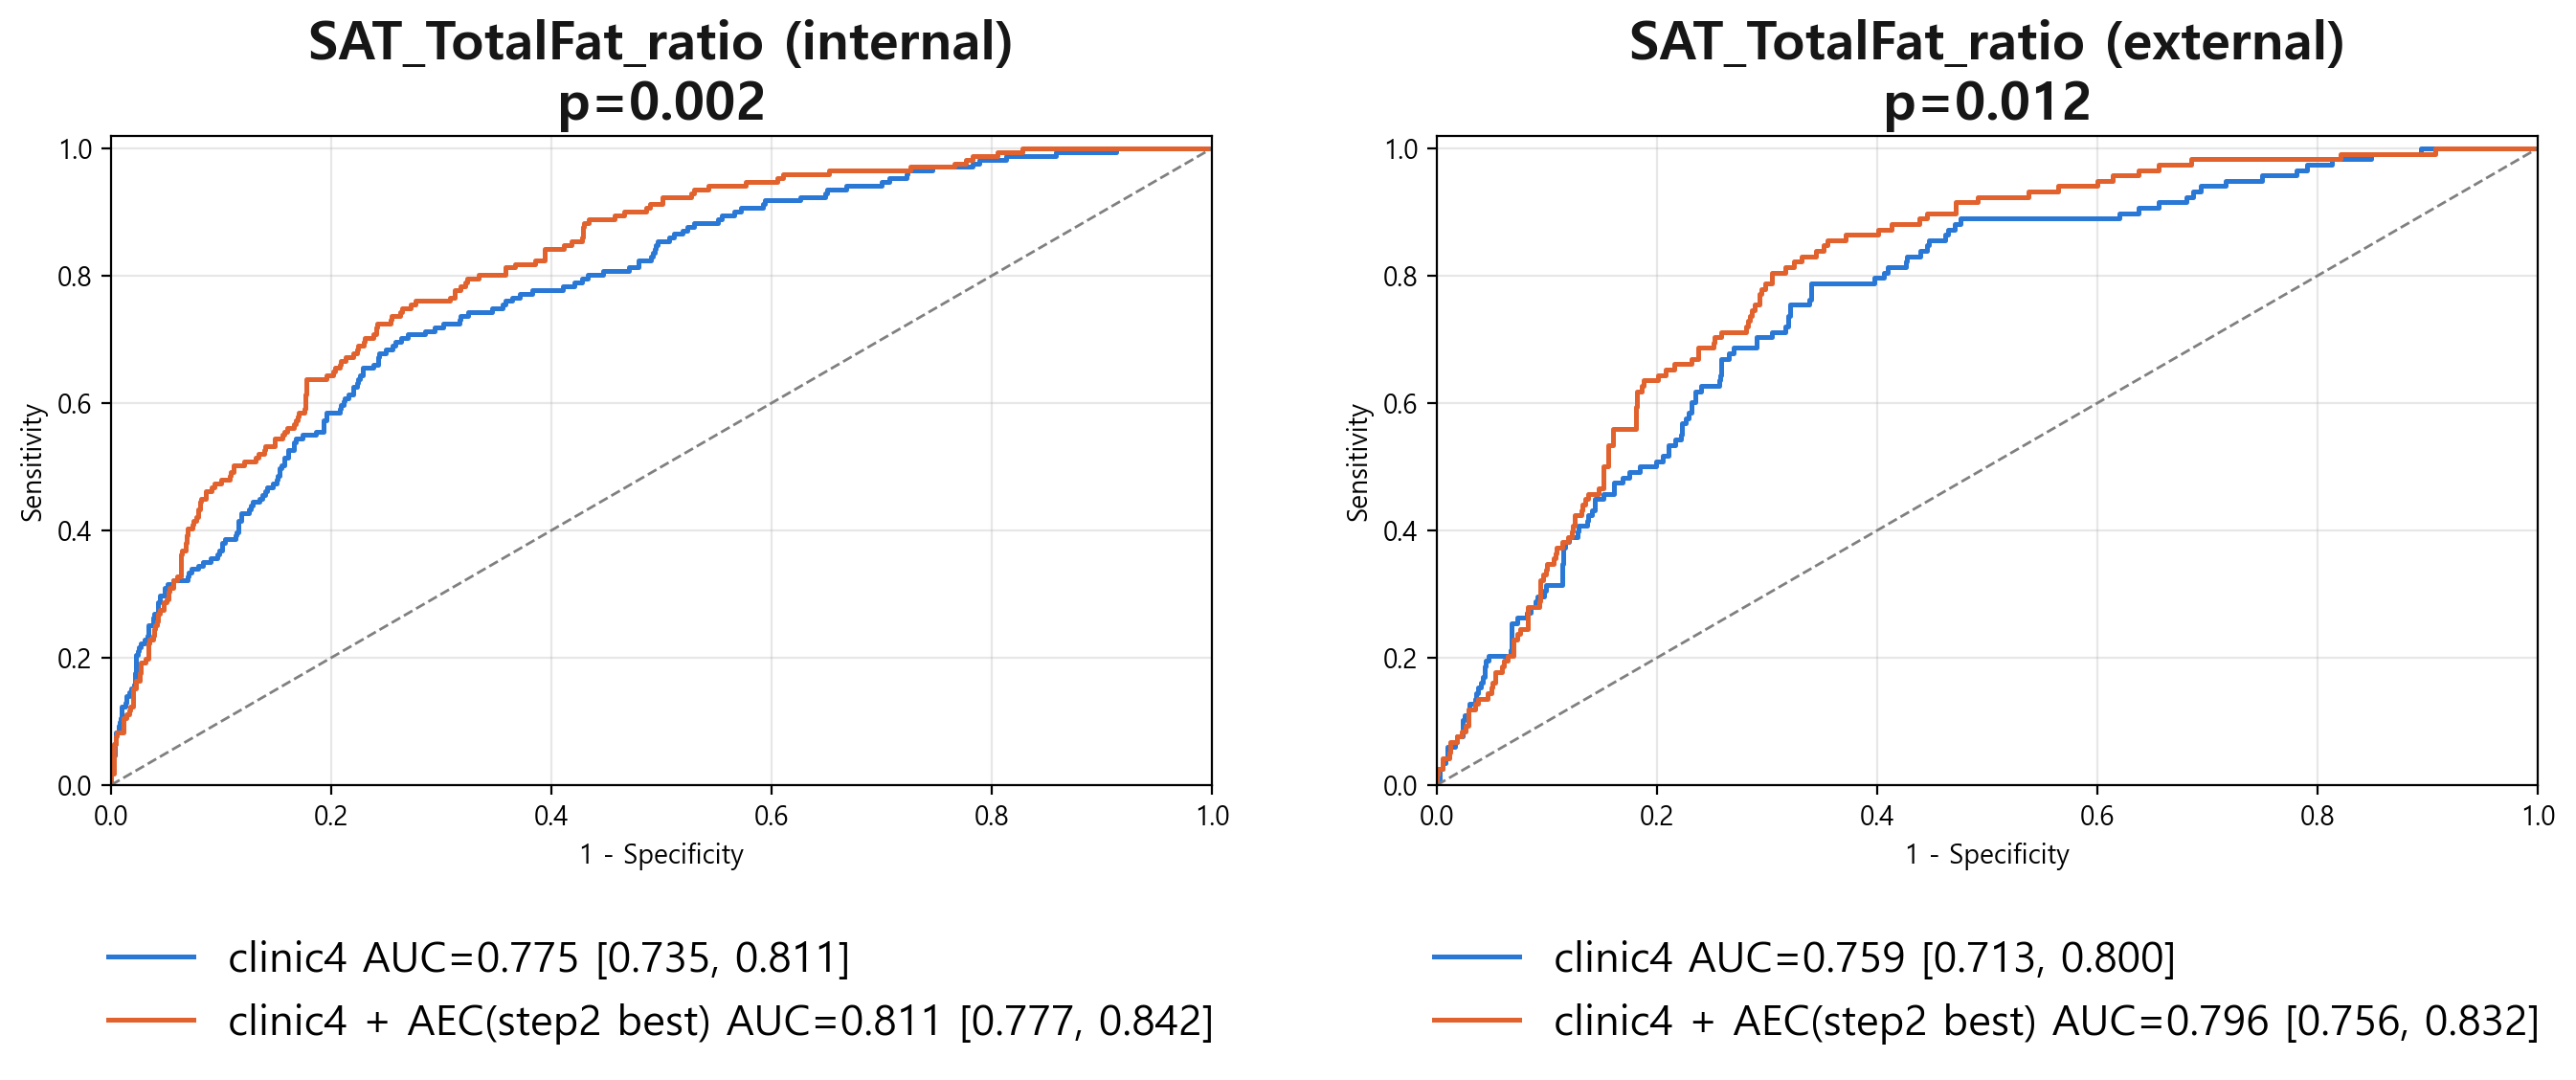 SAT_TotalFat_ratio (internal)
p=0.002
1.0
0.8
0.6
0.4
0.2
0.0
Sensitivity
0.0 0.2 0.4 0.6 0.8 1.0
1 - Specificity
clinic4 AUC=0.775 [0.735, 0.811]
clinic4 + AEC(step2 best) AUC=0.811 [0.777, 0.842]
SAT_TotalFat_ratio (external)
p=0.012
1.0
0.8
0.6
0.4
0.2
0.0
Sensitivity
0.0 0.2 0.4 0.6 0.8 1.0
1 - Specificity
clinic4 AUC=0.759 [0.713, 0.800]
clinic4 + AEC(step2 best) AUC=0.796 [0.756, 0.832]